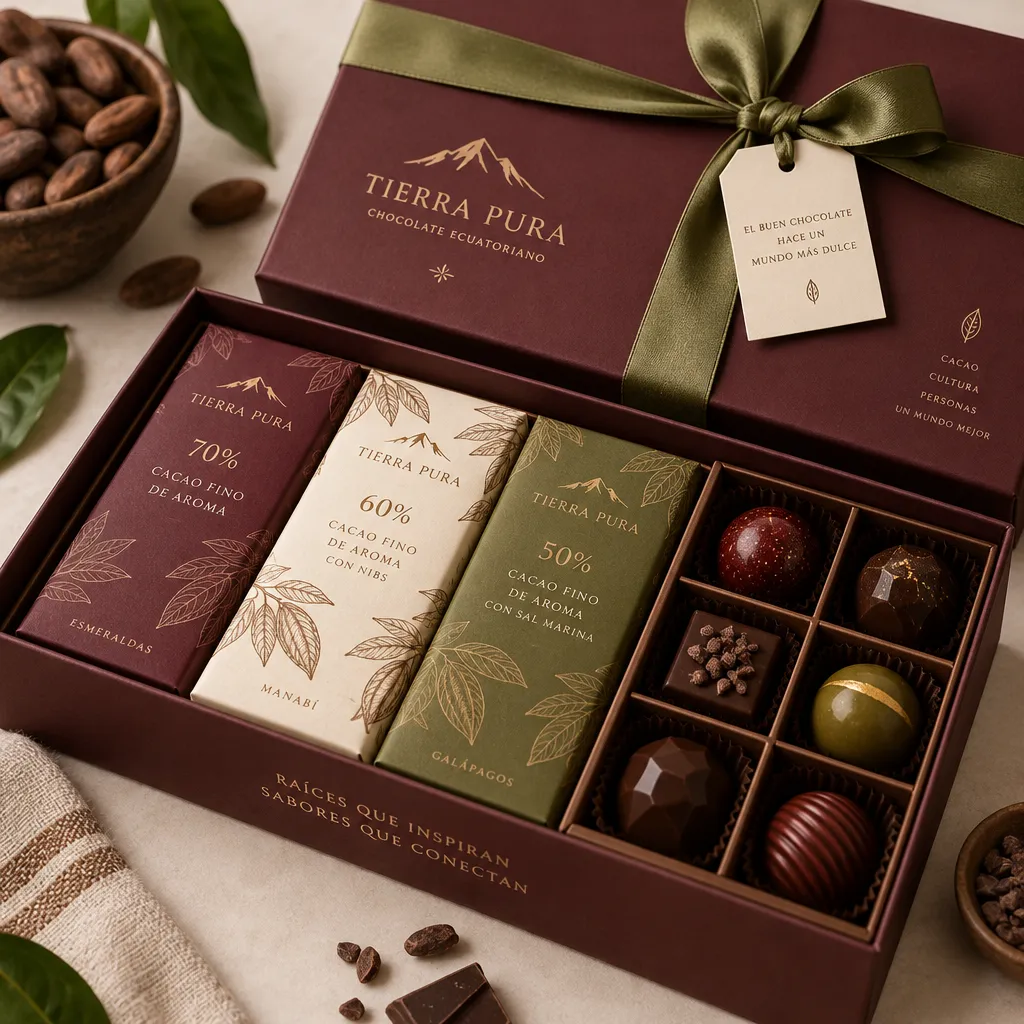 TIERRA PURA
CHOCOLATE ECUATORIANO
EL BUEN CHOCOLATE
HACE UN
MUNDO MÁS DULCE
CACAO
CULTURA
PERSONAS
UN MUNDO MEJOR
TIERRA PURA
70%
CACAO FINO
DE AROMA
ESMERALDAS
TIERRA PURA
60%
CACAO FINO
DE AROMA
CON NIBS
MANABÍ
TIERRA PURA
50%
CACAO FINO
DE AROMA
CON SAL MARINA
GALÁPAGOS
RAÍCES QUE INSPIRAN
SABORES QUE CONECTAN